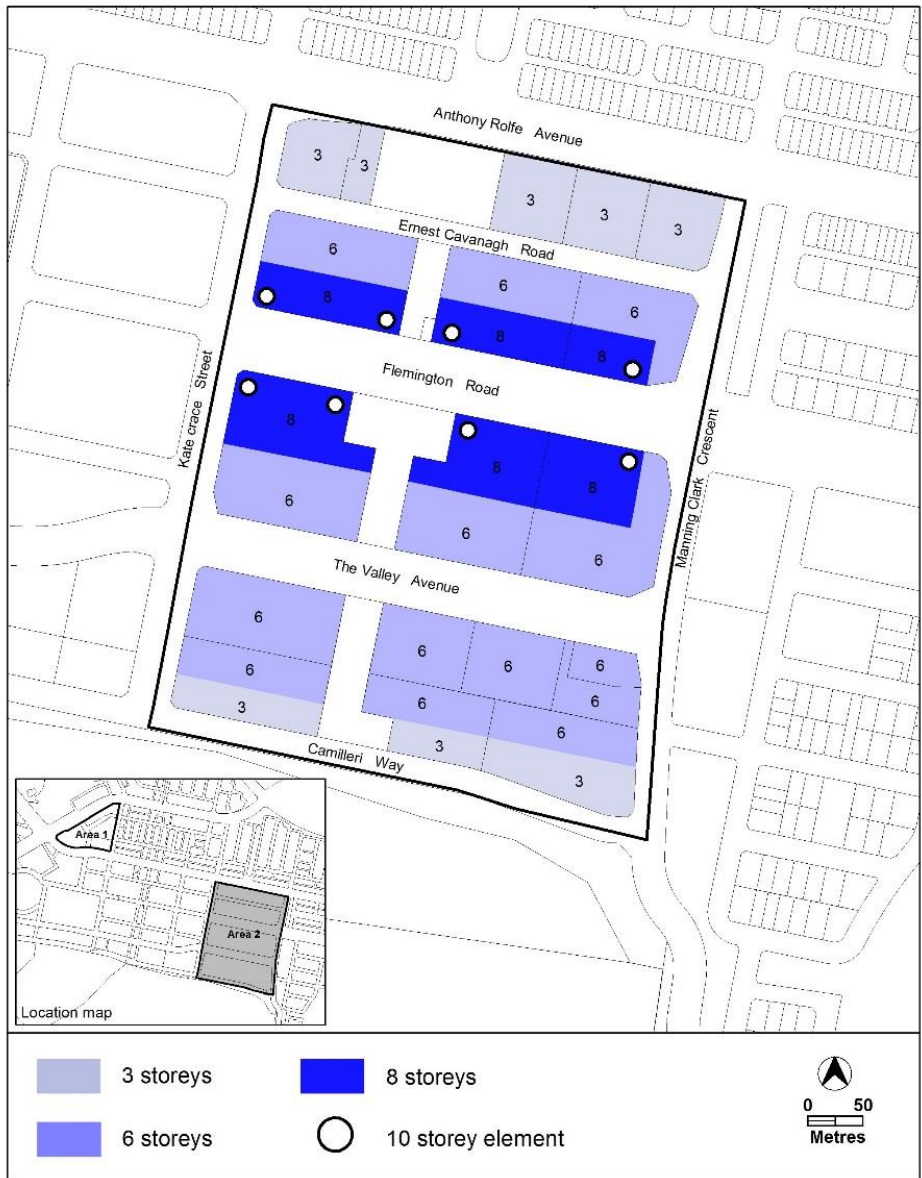 Anthony Rolfe Avenue
3
3
3
3
3
Ernest Cavanagh Road
6
6
6
8
8
8
Flemington Road
Kate crace Street
Manning Clark Crescent
8
8
8
6
6
6
The Valley Avenue
6
6
6
6
6
6
6
6
3
3
3
Camilleri Way
Area 1
Area 2
Location map
3 storeys
8 storeys
6 storeys
10 storey element
0 50
Metres